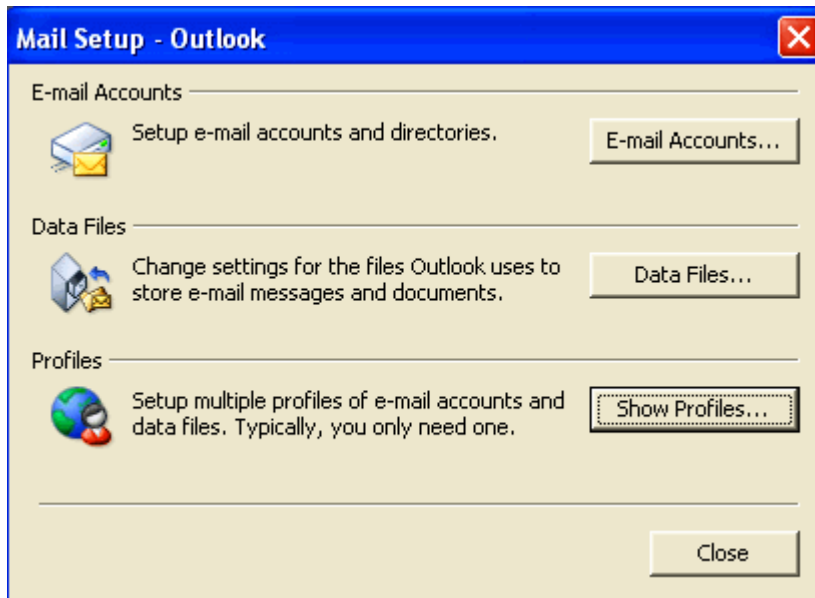 Mail Setup - Outlook
E-mail Accounts
Setup e-mail accounts and directories.
E-mail Accounts...
Data Files
Change settings for the files Outlook uses to
store e-mail messages and documents.
Data Files...
Profiles
Setup multiple profiles of e-mail accounts and
data files. Typically, you only need one.
Show Profiles...
Close